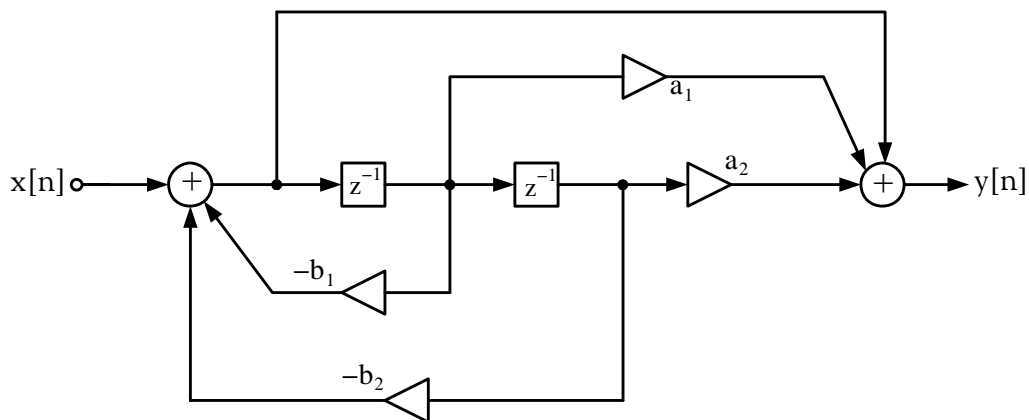 a₁
x[n]
+
z⁻¹
z⁻¹
a₂
+
y[n]
−b₁
−b₂